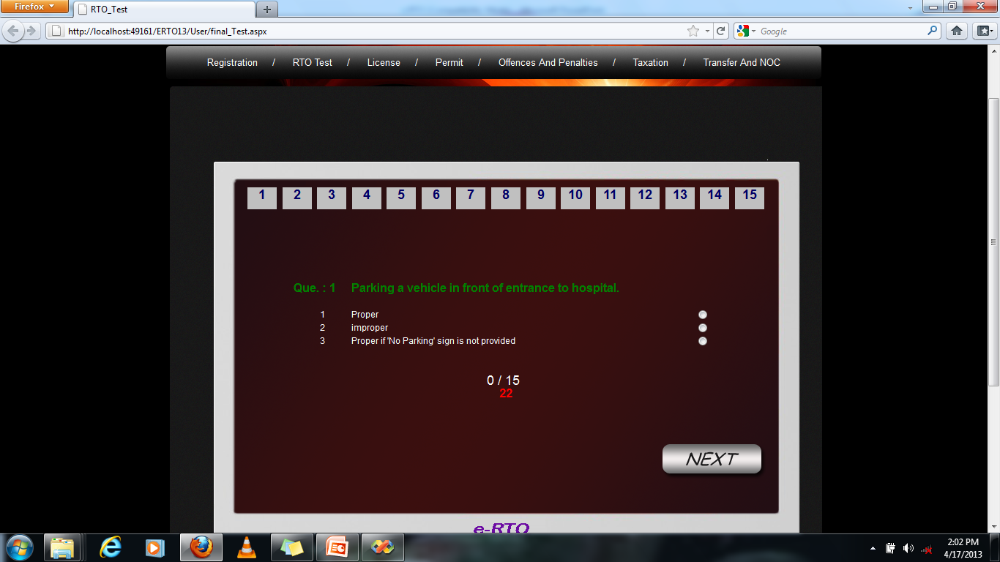 Firefox
RTO_Test
http://localhost:49161/ERTO13/User/final_Test.aspx
Google
Registration / RTO Test / License / Permit / Offences And Penalties / Taxation / Transfer And NOC
1 2 3 4 5 6 7 8 9 10 11 12 13 14 15
Que. : 1 Parking a vehicle in front of entrance to hospital.
1 Proper
2 improper
3 Proper if 'No Parking' sign is not provided
0 / 15
22
NEXT
e-RTO
2:02 PM
4/17/2013